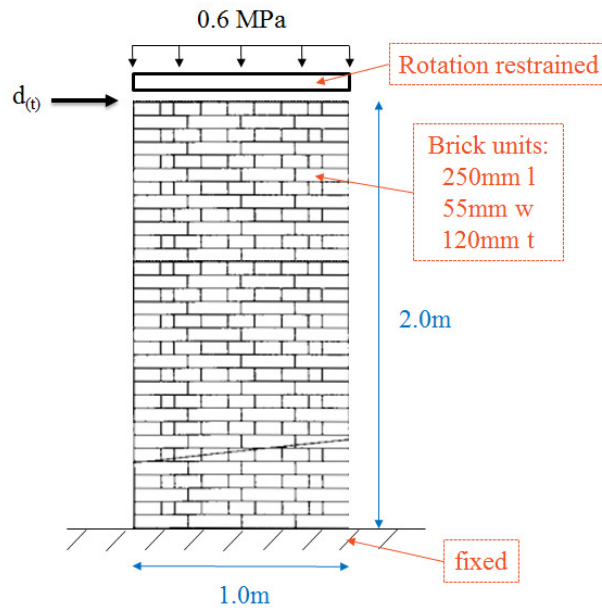 0.6 MPa
Rotation restrained
d(t)
Brick units:
250mm l
55mm w
120mm t
2.0m
fixed
1.0m